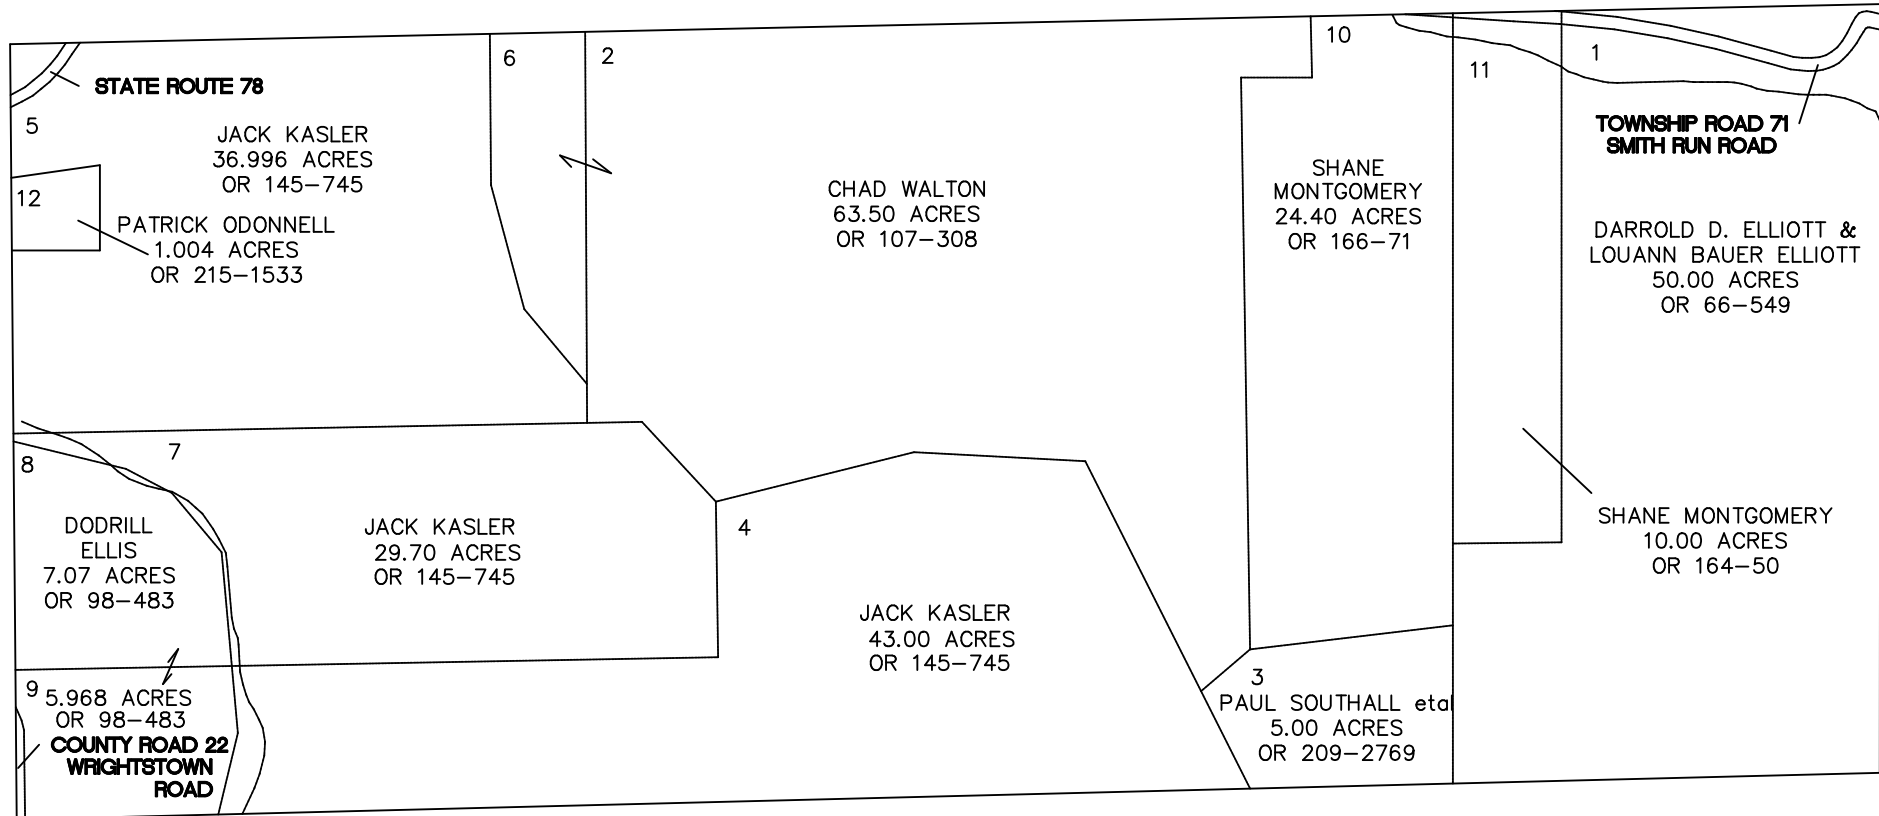 STATE ROUTE 78
5
JACK KASLER
36.996 ACRES
OR 145-745
12
PATRICK ODONNELL
1.004 ACRES
OR 215-1533
6
2
CHAD WALTON
63.50 ACRES
OR 107-308
10
SHANE
MONTGOMERY
24.40 ACRES
OR 166-71
11
1
TOWNSHIP ROAD 71
SMITH RUN ROAD
DARROLD D. ELLIOTT &
LOUANN BAUER ELLIOTT
50.00 ACRES
OR 66-549
SHANE MONTGOMERY
10.00 ACRES
OR 164-50
8
DODRILL
ELLIS
7.07 ACRES
OR 98-483
7
JACK KASLER
29.70 ACRES
OR 145-745
4
JACK KASLER
43.00 ACRES
OR 145-745
3
PAUL SOUTHALL etal
5.00 ACRES
OR 209-2769
9
5.968 ACRES
OR 98-483
COUNTY ROAD 22
WRIGHTSTOWN
ROAD